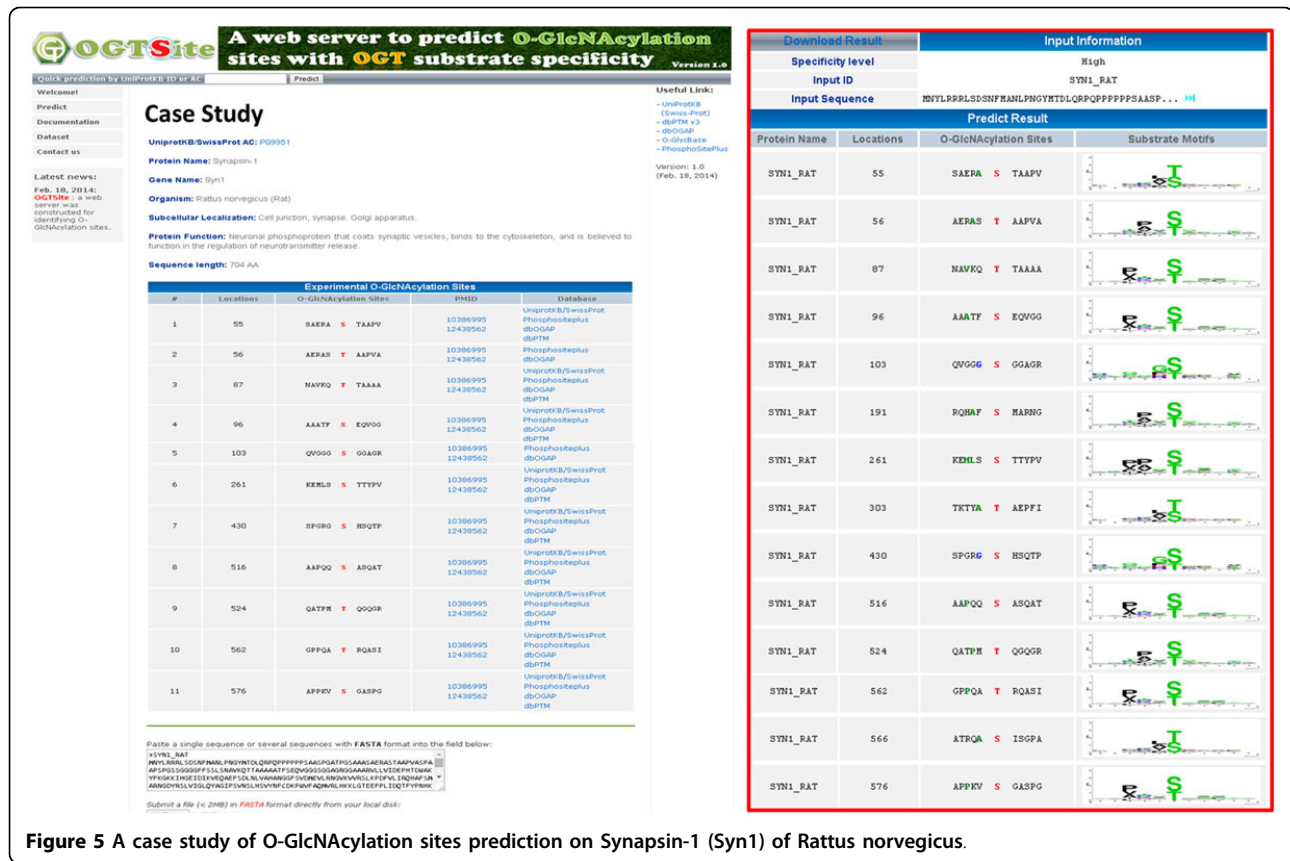 OGTSite
A web server to predict O-GlcNAcylation
sites with OGT substrate specificity Version 1.0
Quick prediction by UniProtKB ID or AC Predict
Welcome!
Predict
Documentation
Dataset
Contact us
Latest news:
Feb. 18, 2014:
OGTSite : a web
server was
constructed for
identifying O-
GlcNAcylation sites.
Case Study
UniprotKB/SwissProt AC: P09951
Protein Name: Synapsin-1
Gene Name: Syn1
Organism: Rattus norvegicus (Rat)
Subcellular Localization: Cell junction, synapse. Golgi apparatus.
Protein Function: Neuronal phosphoprotein that coats synaptic vesicles, binds to the cytoskeleton, and is believed to
function in the regulation of neurotransmitter release.
Sequence length: 704 AA
Useful Link:
- UniProtKB
(Swiss-Prot)
- dbPTM v3
- dbOGAP
- O-GlycBase
- PhosphoSitePlus
Version: 1.0
(Feb. 18, 2014)
Experimental O-GlcNAcylation Sites
# Locations O-GlcNAcylation Sites PMID Database
1 55 SAERA S TAAPV 10386995 12438562 UniprotKB/SwissProt Phosphositeplus dbOGAP dbPTM
2 56 AERAS T AAPVA 10386995 12438562 Phosphositeplus dbOGAP
3 87 NAVKQ T TAAAA 10386995 12438562 UniprotKB/SwissProt Phosphositeplus dbOGAP dbPTM
4 96 AAATF S EQVGG 10386995 12438562 UniprotKB/SwissProt Phosphositeplus dbOGAP dbPTM
5 103 QVGGG S GGAGR 10386995 12438562 Phosphositeplus dbOGAP
6 261 KEMLS S TTYPV 10386995 12438562 UniprotKB/SwissProt Phosphositeplus dbOGAP dbPTM
7 430 SPGRG S HSQTP 10386995 12438562 UniprotKB/SwissProt Phosphositeplus dbOGAP dbPTM
8 516 AAPQQ S ASQAT 10386995 12438562 UniprotKB/SwissProt Phosphositeplus dbOGAP dbPTM
9 524 QATPM T QGQGR 10386995 12438562 UniprotKB/SwissProt Phosphositeplus dbOGAP dbPTM
10 562 GPPQA T RQASI 10386995 12438562 UniprotKB/SwissProt Phosphositeplus dbOGAP dbPTM
11 576 APPKV S GASPG 10386995 12438562 UniprotKB/SwissProt Phosphositeplus dbOGAP dbPTM
Paste a single sequence or several sequences with FASTA format into the field below:
>SYN1_RAT
MNYLRRRLSDSNFMANLPNGYMTDLQRPQPPPPPPSAASPGATPGSAAASAERASTAAPVASPA
APSPGSSGGGGFFSSLSNAVKQTTAAAAATFSEQVGGGSGGAGRGGAAARVLLVIDEPHTDWAK
YFKGKKIHGEIDIKVEQAEFSDLNLVAHANGGFSVDMEVLRNGVKVVRSLKPDFVLIRQHAFSM
ARNGDYRSLVIGLQYAGIPSVNSLHSVYNFCDKPWVFAQMVRLHKKLGTEEFPLIDQTFYPNHK
Submit a file (< 2MB) in FASTA format directly from your local disk:
Download Result Input Information
Specificity level High
Input ID SYN1_RAT
Input Sequence MNYLRRRLSDSNFMANLPNGYMTDLQRPQPPPPPPSAASP...
Predict Result
Protein Name Locations O-GlcNAcylation Sites Substrate Motifs
SYN1_RAT 55 SAERA S TAAPV
SYN1_RAT 56 AERAS T AAPVA
SYN1_RAT 87 NAVKQ T TAAAA
SYN1_RAT 96 AAATF S EQVGG
SYN1_RAT 103 QVGGG S GGAGR
SYN1_RAT 191 RQHAF S MARNG
SYN1_RAT 261 KEMLS S TTYPV
SYN1_RAT 303 TKTYA T AEPFI
SYN1_RAT 430 SPGRG S HSQTP
SYN1_RAT 516 AAPQQ S ASQAT
SYN1_RAT 524 QATPM T QGQGR
SYN1_RAT 562 GPPQA T RQASI
SYN1_RAT 566 ATRQA S ISGPA
SYN1_RAT 576 APPKV S GASPG
Figure 5 A case study of O-GlcNAcylation sites prediction on Synapsin-1 (Syn1) of Rattus norvegicus.